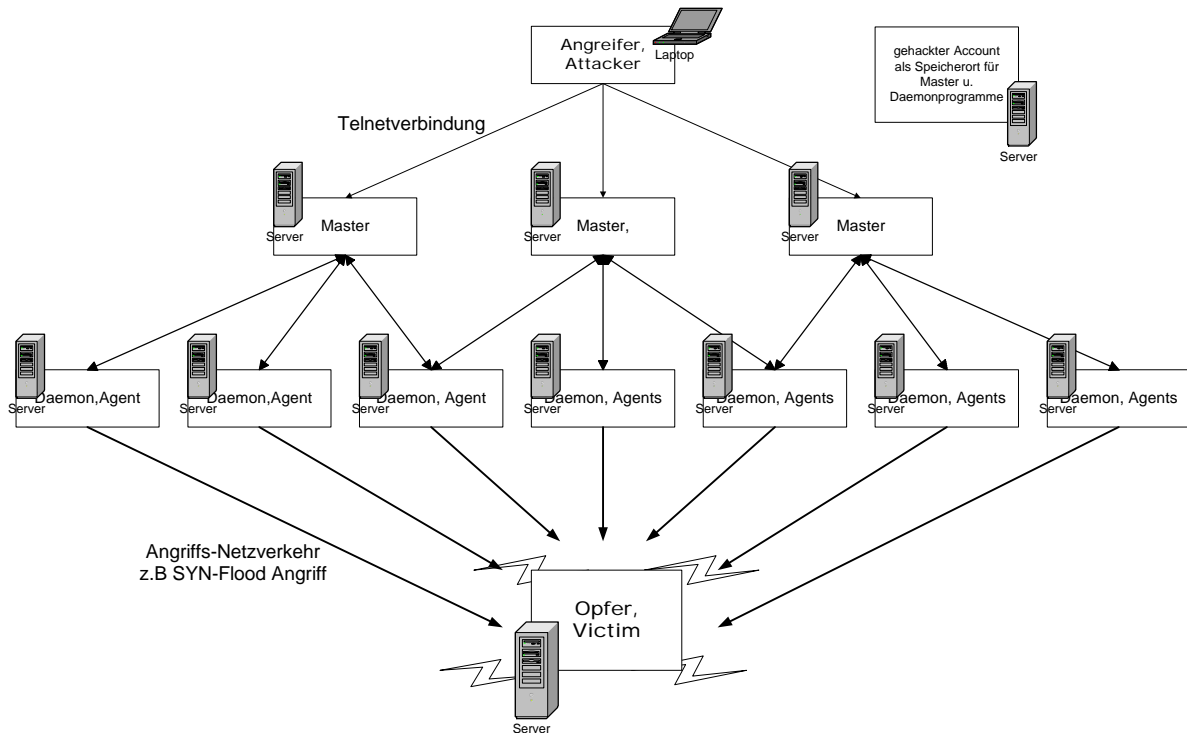 Angreifer,
Attacker
Laptop
gehackter Account
als Speicherort für
Master u.
Daemonprogramme
Server
Telnetverbindung
Master
Server
Master,
Server
Master
Server
Daemon,Agent
Server
Daemon,Agent
Server
Daemon, Agent
Server
Daemon, Agents
Server
Daemon, Agents
Server
Daemon, Agents
Server
Daemon, Agents
Server
Angriffs-Netzverkehr
z.B SYN-Flood Angriff
Opfer,
Victim
Server